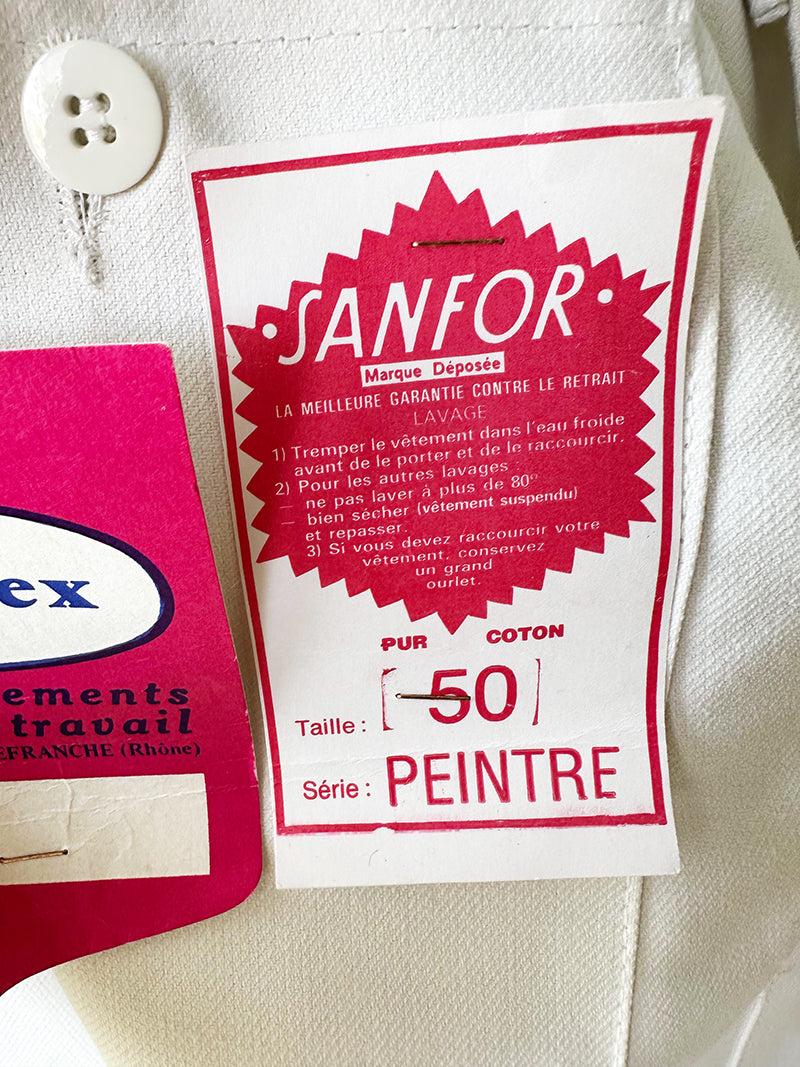 SANFOR
Marque Déposée
LA MEILLEURE GARANTIE CONTRE LE RETRAIT
LAVAGE
1) Tremper le vêtement dans l'eau froide
avant de le porter et de le raccourcir.
2) Pour les autres lavages :
— ne pas laver à plus de 80°
— bien sécher (vêtement suspendu)
et repasser.
3) Si vous devez raccourcir votre
vêtement, conservez
un grand
ourlet.
PUR COTON
Taille : [50]
Série : PEINTRE
ex
ements
travail
EFRANCHE (Rhône)